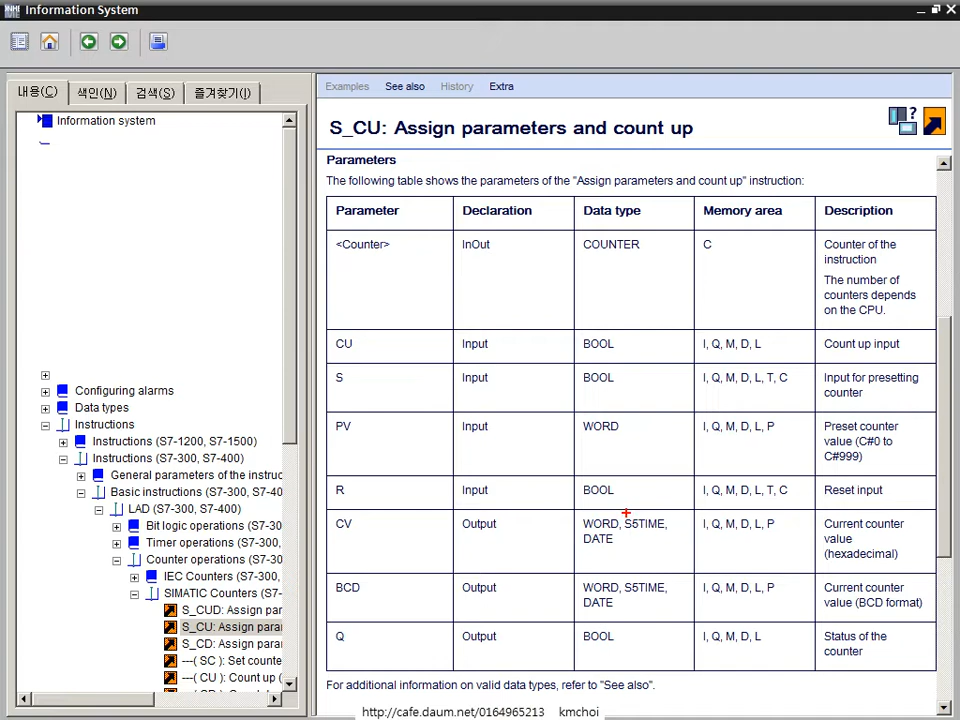 Information System
내용(C) 색인(N) 검색(S) 즐겨찾기(I)
Information system
Configuring alarms
Data types
Instructions
Instructions (S7-1200, S7-1500)
Instructions (S7-300, S7-400)
General parameters of the instruc
Basic instructions (S7-300, S7-40
LAD (S7-300, S7-400)
Bit logic operations (S7-30
Timer operations (S7-300,
Counter operations (S7-30
IEC Counters (S7-300,
SIMATIC Counters (S7-
S_CUD: Assign par
S_CU: Assign parar
S_CD: Assign parar
---( SC ): Set counte
---( CU ): Count up (
Examples See also History Extra
S_CU: Assign parameters and count up
Parameters
The following table shows the parameters of the "Assign parameters and count up" instruction:
Parameter Declaration Data type Memory area Description
<Counter> InOut COUNTER C Counter of the
instruction
The number of
counters depends
on the CPU.
CU Input BOOL I, Q, M, D, L Count up input
S Input BOOL I, Q, M, D, L, T, C Input for presetting
counter
PV Input WORD I, Q, M, D, L, P Preset counter
value (C#0 to
C#999)
R Input BOOL I, Q, M, D, L, T, C Reset input
CV Output WORD, S5TIME, I, Q, M, D, L, P Current counter
DATE value
(hexadecimal)
BCD Output WORD, S5TIME, I, Q, M, D, L, P Current counter
DATE value (BCD format)
Q Output BOOL I, Q, M, D, L Status of the
counter
For additional information on valid data types, refer to "See also".
http://cafe.daum.net/0164965213 kmchoi